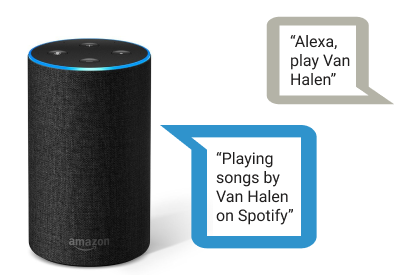 “Alexa,
play Van
Halen”
“Playing
songs by
Van Halen
on Spotify”
amazon